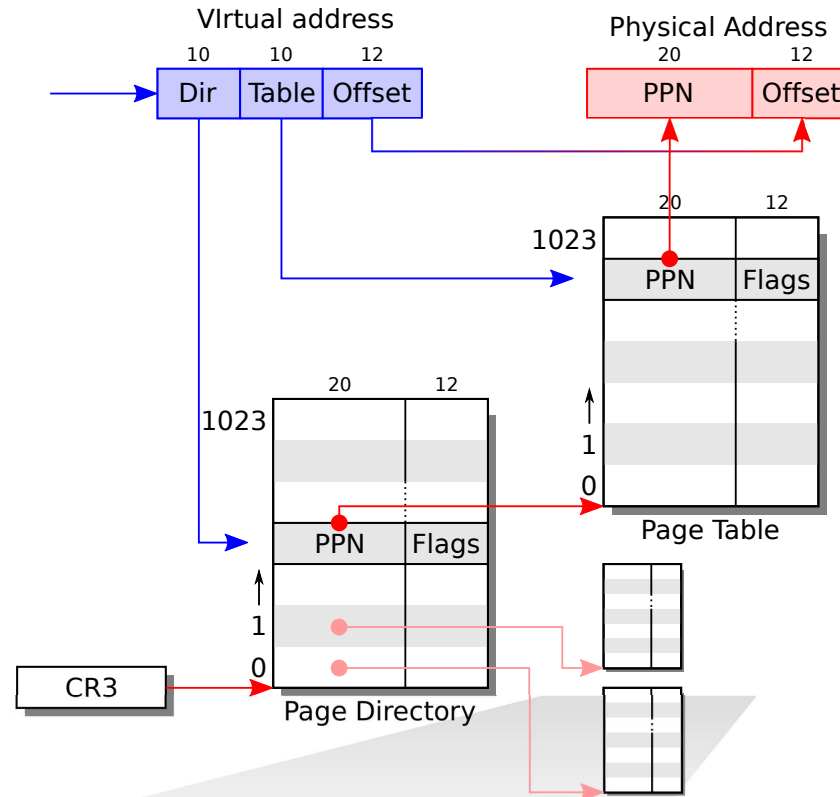 VIrtual address
10 10 12
Dir Table Offset
Physical Address
20 12
PPN Offset
20 12
1023
PPN Flags
1
0
Page Table
20 12
1023
PPN Flags
1
0
Page Directory
CR3